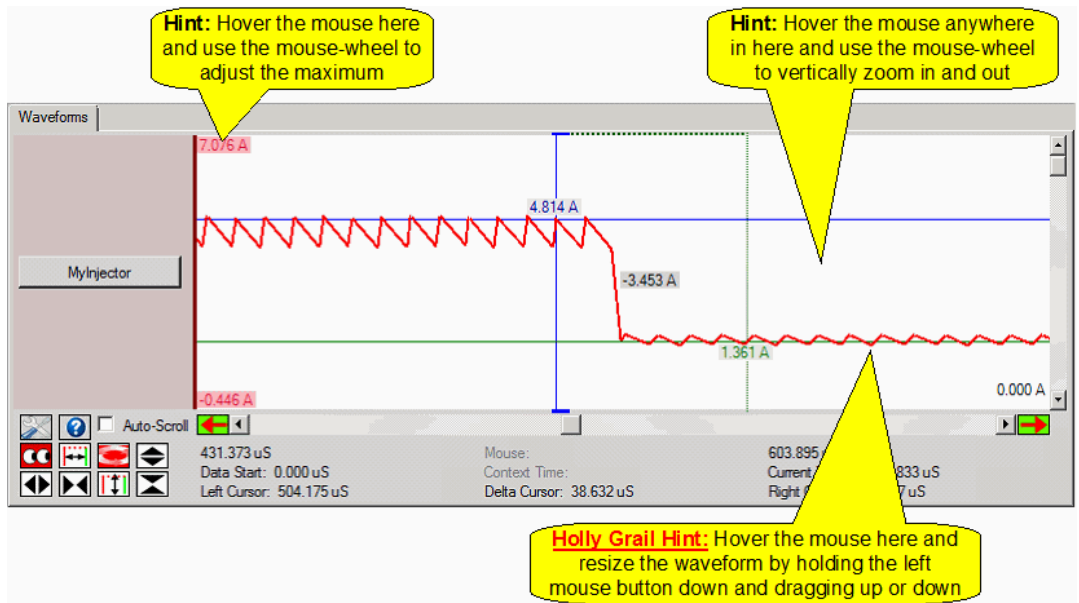 Hint: Hover the mouse here
and use the mouse-wheel to
adjust the maximum
Hint: Hover the mouse anywhere
in here and use the mouse-wheel
to vertically zoom in and out
Waveforms
7.076 A
4.814 A
MyInjector
-3.453 A
1.361 A
0.000 A
-0.446 A
Auto-Scroll
431.373 uS
Mouse:
603.895
Data Start: 0.000 uS
Context Time:
Current 833 uS
Left Cursor: 504.175 uS
Delta Cursor: 38.632 uS
Right uS
Holly Grail Hint: Hover the mouse here and
resize the waveform by holding the left
mouse button down and dragging up or down